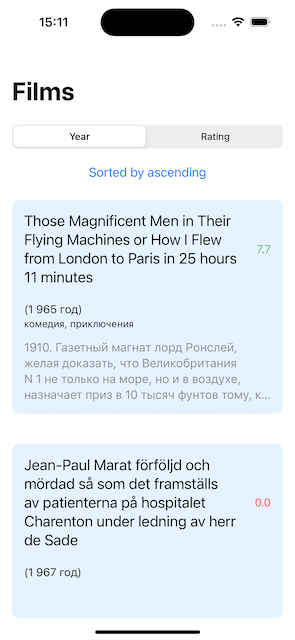 15:11
Films
Year
Rating
Sorted by ascending
Those Magnificent Men in Their
Flying Machines or How I Flew
from London to Paris in 25 hours
11 minutes
7.7
(1 965 год)
комедия, приключения
1910. Газетный магнат лорд Ронслей,
желая доказать, что Великобритания
N 1 не только на море, но и в воздухе,
назначает приз в 10 тысяч фунтов тому, к...
Jean-Paul Marat förföljd och
mördad så som det framställs
av patienterna på hospitalet
Charenton under ledning av herr
de Sade
0.0
(1 967 год)